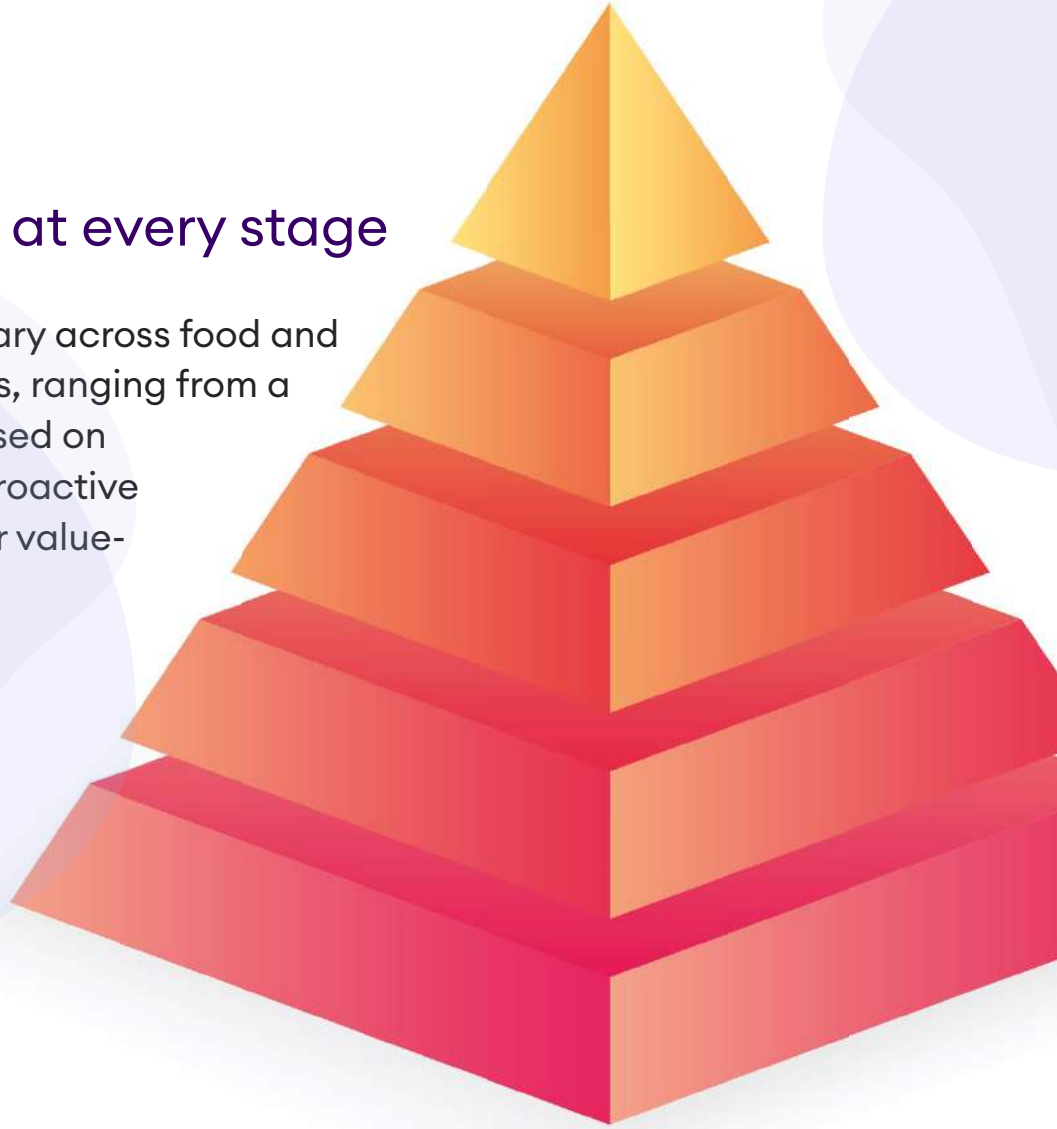 at every stage
ary across food and
s, ranging from a
sed on
roactive
r value-